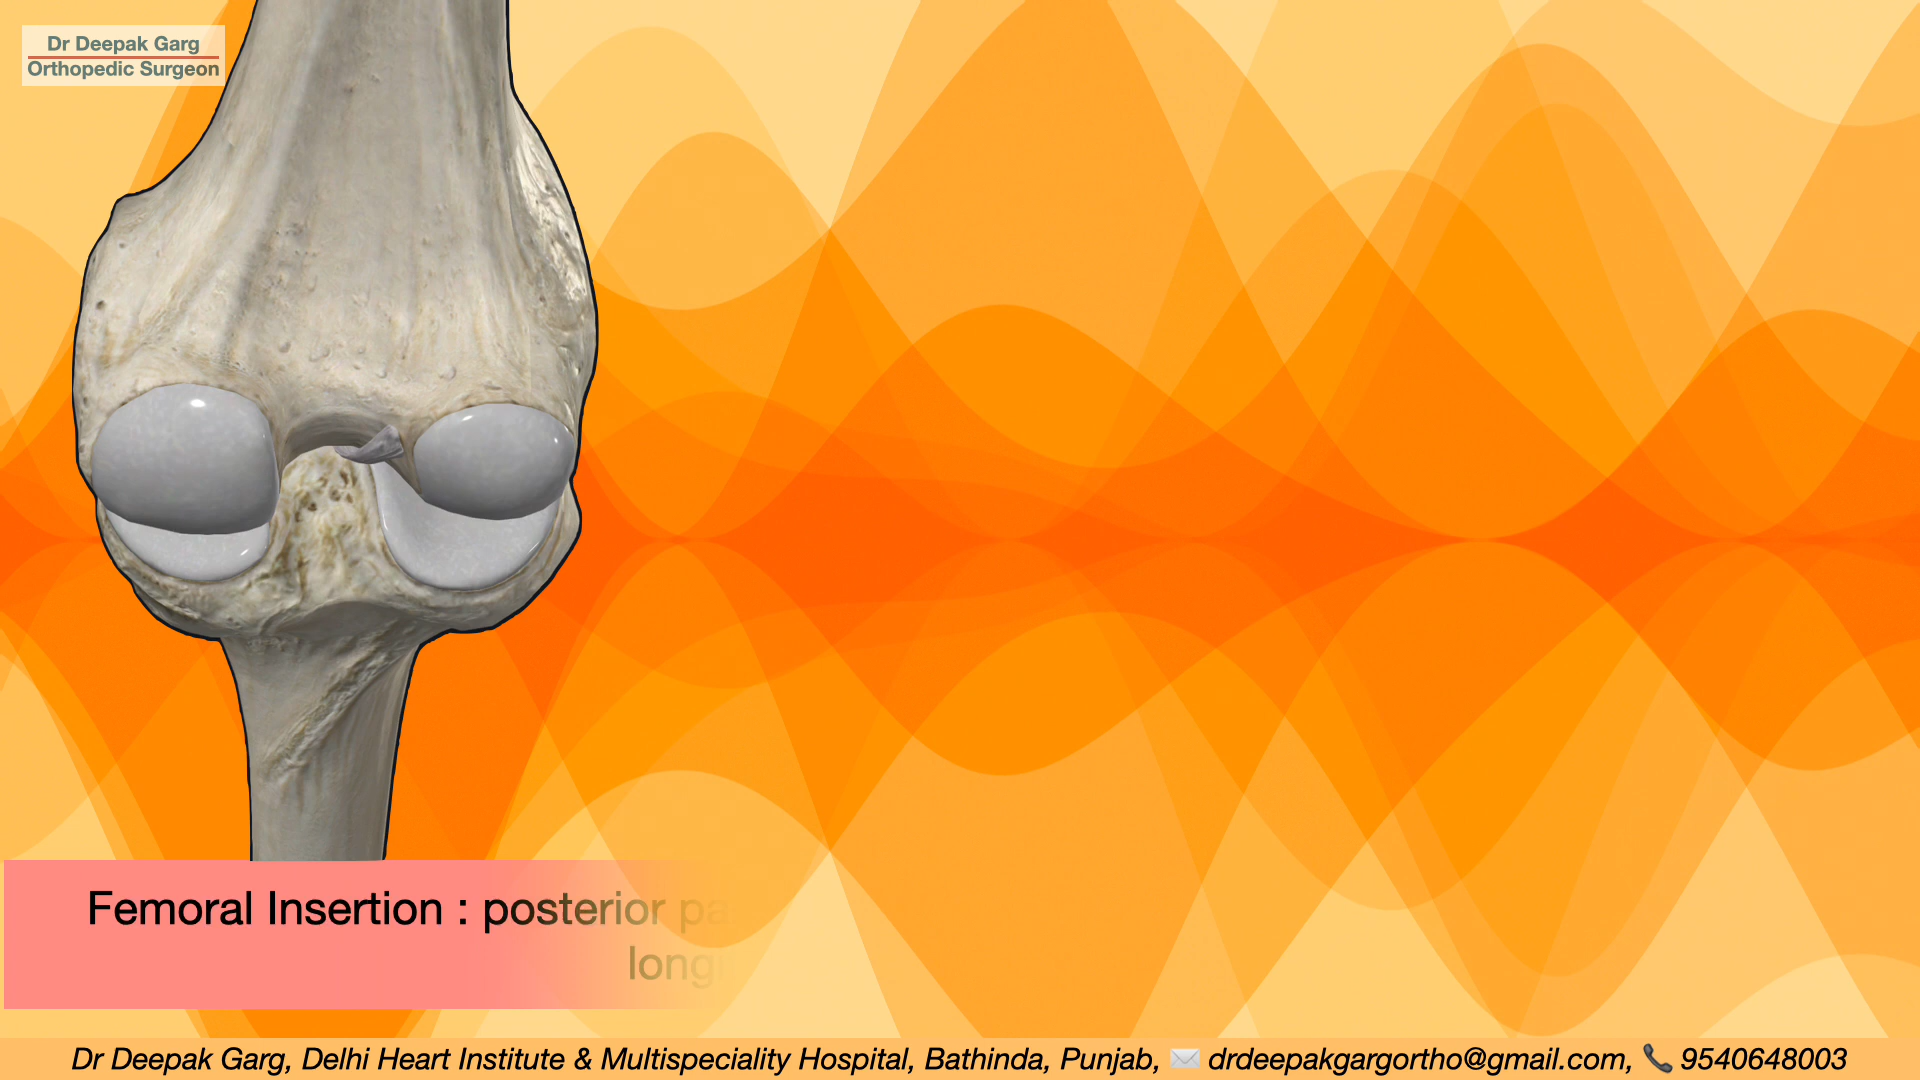 Dr Deepak Garg
Orthopedic Surgeon
Femoral Insertion : posterior
Dr Deepak Garg, Delhi Heart Institute & Multispeciality Hospital, Bathinda, Punjab, ✉️ drdeepakgargortho@gmail.com, 📞 9540648003